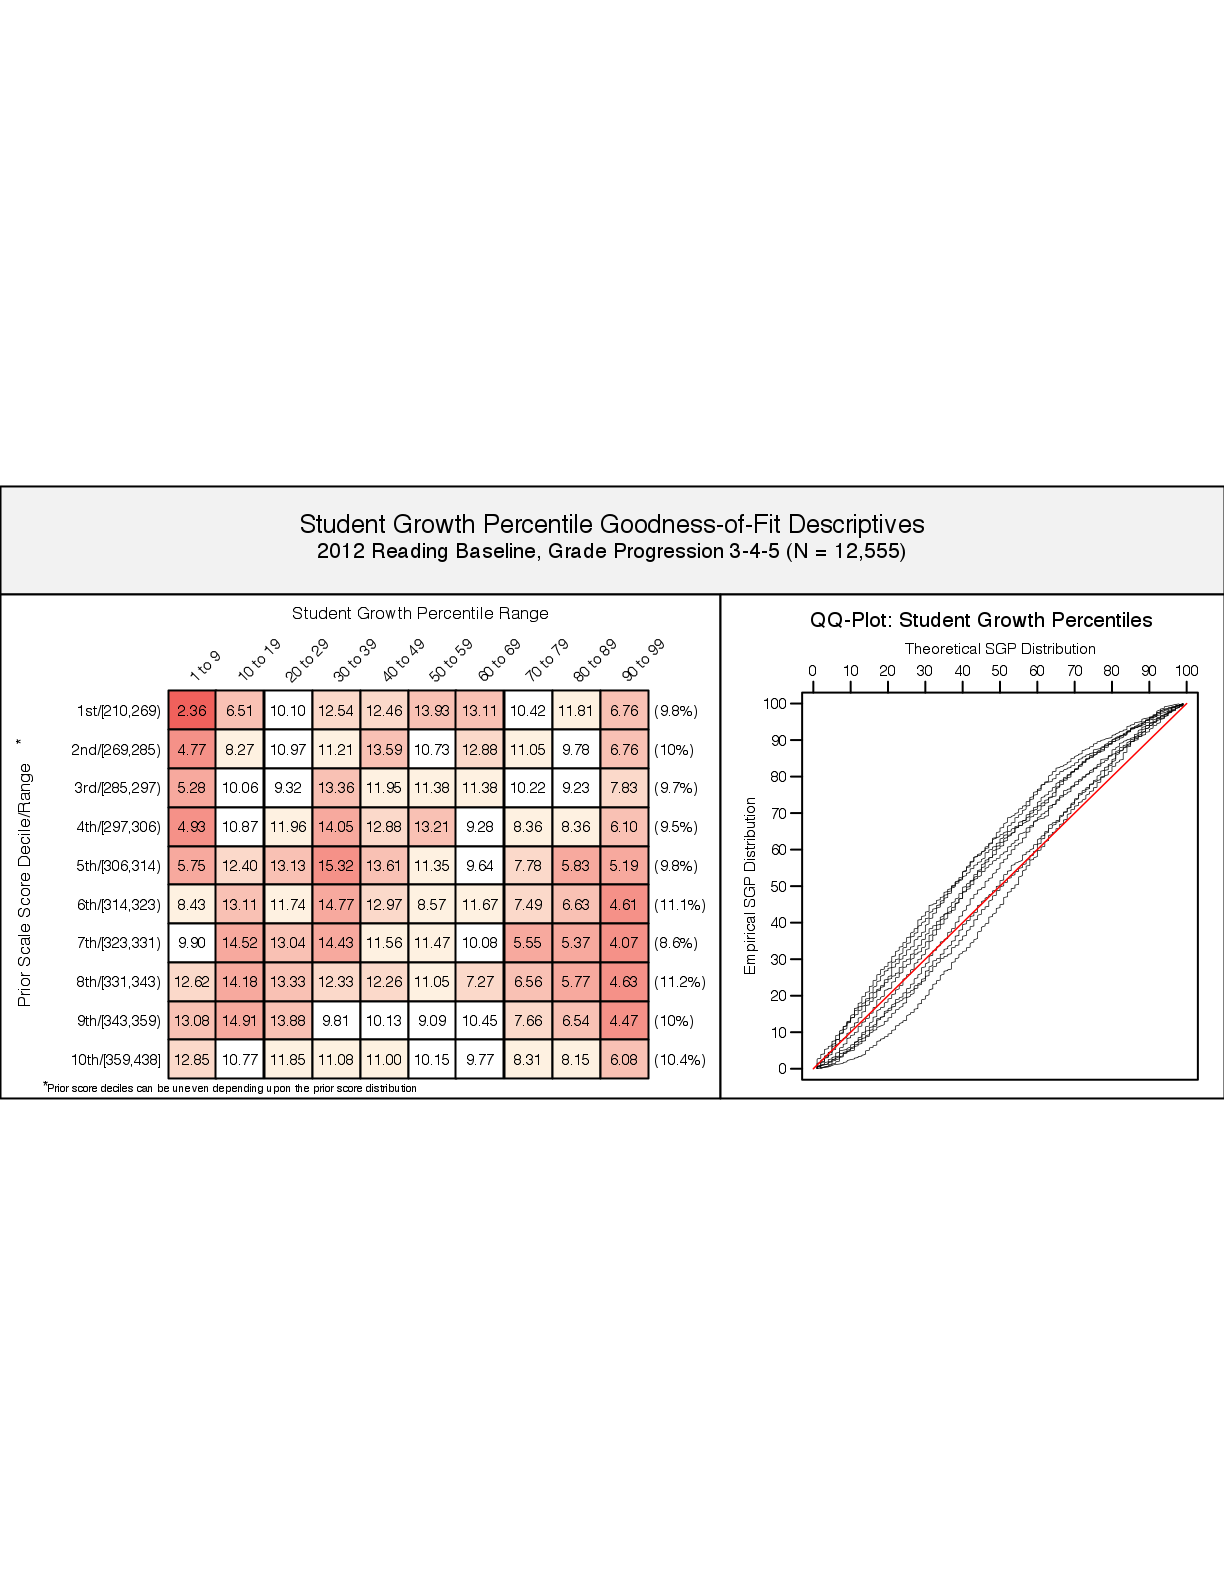 Student Growth Percentile Goodness-of-Fit Descriptives
2012 Reading Baseline, Grade Progression 3-4-5 (N = 12,555)
Student Growth Percentile Range
1 to 9 10 to 19 20 to 29 30 to 39 40 to 49 50 to 59 60 to 69 70 to 79 80 to 89 90 to 99
Prior Scale Score Decile/Range *
1st/[210,269) 2.36 6.51 10.10 12.54 12.46 13.93 13.11 10.42 11.81 6.76 (9.8%)
2nd/[269,285) 4.77 8.27 10.97 11.21 13.59 10.73 12.88 11.05 9.78 6.76 (10%)
3rd/[285,297) 5.28 10.06 9.32 13.36 11.95 11.38 11.38 10.22 9.23 7.83 (9.7%)
4th/[297,306) 4.93 10.87 11.96 14.05 12.88 13.21 9.28 8.36 8.36 6.10 (9.5%)
5th/[306,314) 5.75 12.40 13.13 15.32 13.61 11.35 9.64 7.78 5.83 5.19 (9.8%)
6th/[314,323) 8.43 13.11 11.74 14.77 12.97 8.57 11.67 7.49 6.63 4.61 (11.1%)
7th/[323,331) 9.90 14.52 13.04 14.43 11.56 11.47 10.08 5.55 5.37 4.07 (8.6%)
8th/[331,343) 12.62 14.18 13.33 12.33 12.26 11.05 7.27 6.56 5.77 4.63 (11.2%)
9th/[343,359) 13.08 14.91 13.88 9.81 10.13 9.09 10.45 7.66 6.54 4.47 (10%)
10th/[359,438] 12.85 10.77 11.85 11.08 11.00 10.15 9.77 8.31 8.15 6.08 (10.4%)
*Prior score deciles can be uneven depending upon the prior score distribution
QQ-Plot: Student Growth Percentiles
Theoretical SGP Distribution
0 10 20 30 40 50 60 70 80 90 100
Empirical SGP Distribution
100
90
80
70
60
50
40
30
20
10
0